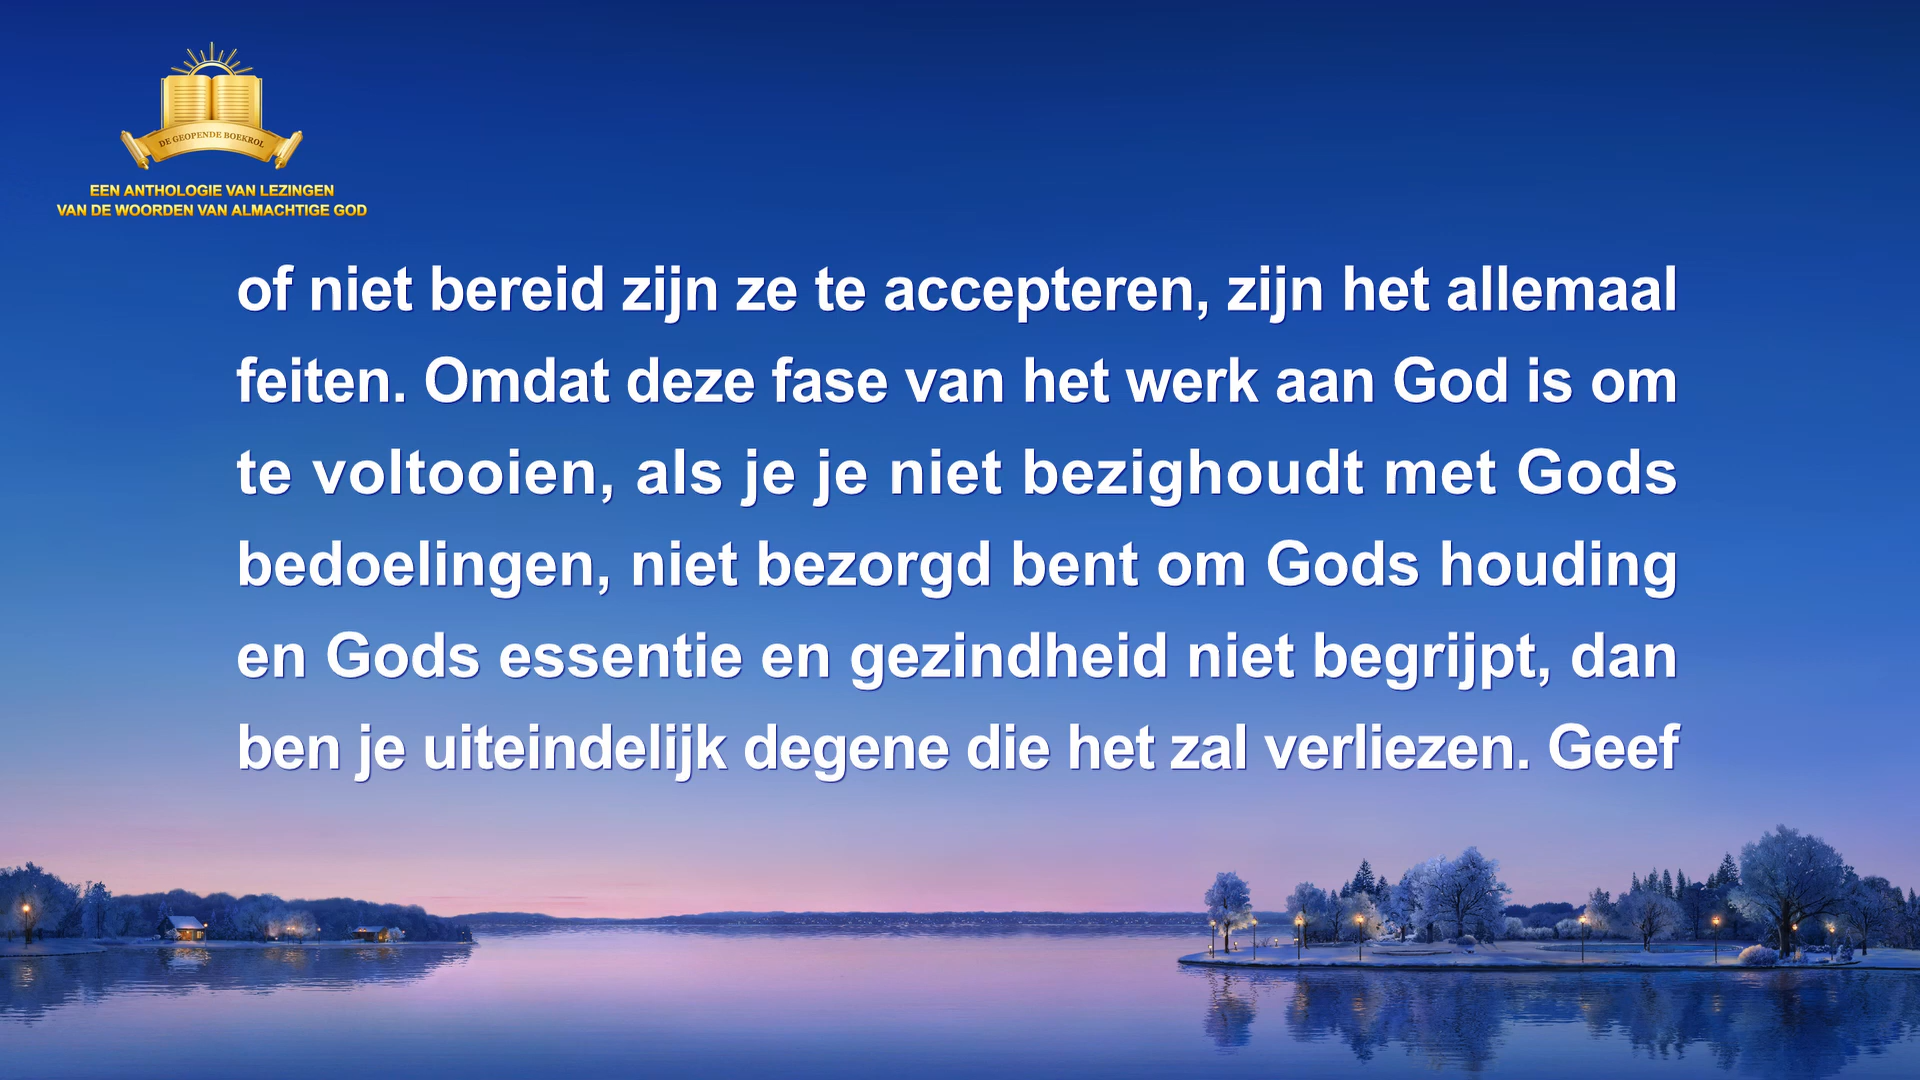 DE GEOPENDE BOEKROL
EEN ANTHOLOGIE VAN LEZINGEN
VAN DE WOORDEN VAN ALMACHTIGE GOD
of niet bereid zijn ze te accepteren, zijn het allemaal
feiten. Omdat deze fase van het werk aan God is om
te voltooien, als je je niet bezighoudt met Gods
bedoelingen, niet bezorgd bent om Gods houding
en Gods essentie en gezindheid niet begrijpt, dan
ben je uiteindelijk degene die het zal verliezen. Geef